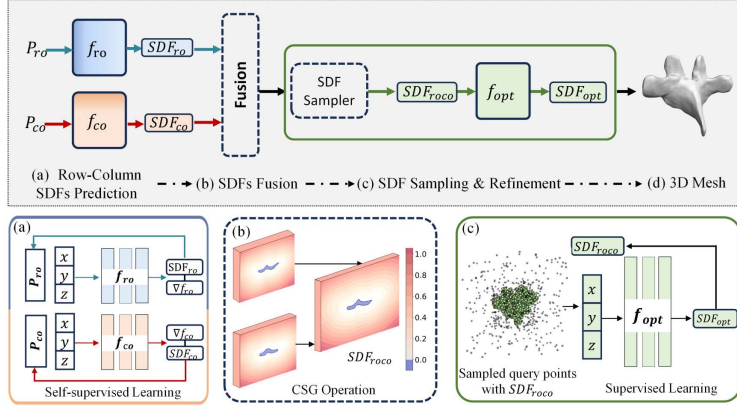 P_ro f_ro SDF_ro
P_co f_co SDF_co
Fusion
SDF
Sampler
SDF_roco f_opt SDF_opt
(a) Row-Column
SDFs Prediction
(b) SDFs Fusion
(c) SDF Sampling & Refinement
(d) 3D Mesh
(a)
P_ro
x
y
z
f_ro
SDF_ro
∇f_ro
P_co
x
y
z
f_co
∇f_co
SDF_co
Self-supervised Learning
(b)
1.0
0.8
0.6
0.4
0.2
0.0
SDF_roco
CSG Operation
(c)
SDF_roco
x
y
z
f_opt
SDF_opt
Sampled query points
with SDF_roco
Supervised Learning